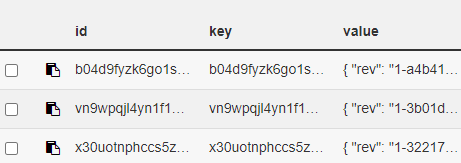 id key value
b04d9fyzk6go1s… b04d9fyzk6go1s… { "rev": "1-a4b41…
vn9wpqjl4yn1f1… vn9wpqjl4yn1f1… { "rev": "1-3b01d…
x30uotnphccs5z… x30uotnphccs5z… { "rev": "1-32217…